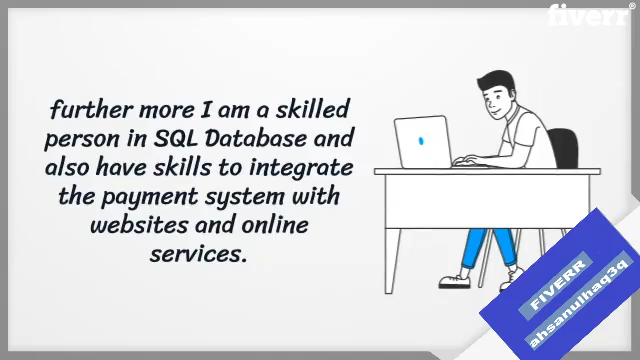 fiverr®
further more I am a skilled
person in SQL Database and
also have skills to integrate
the payment system with
websites and online
services.
FIVERR
ahsanulhaq3q